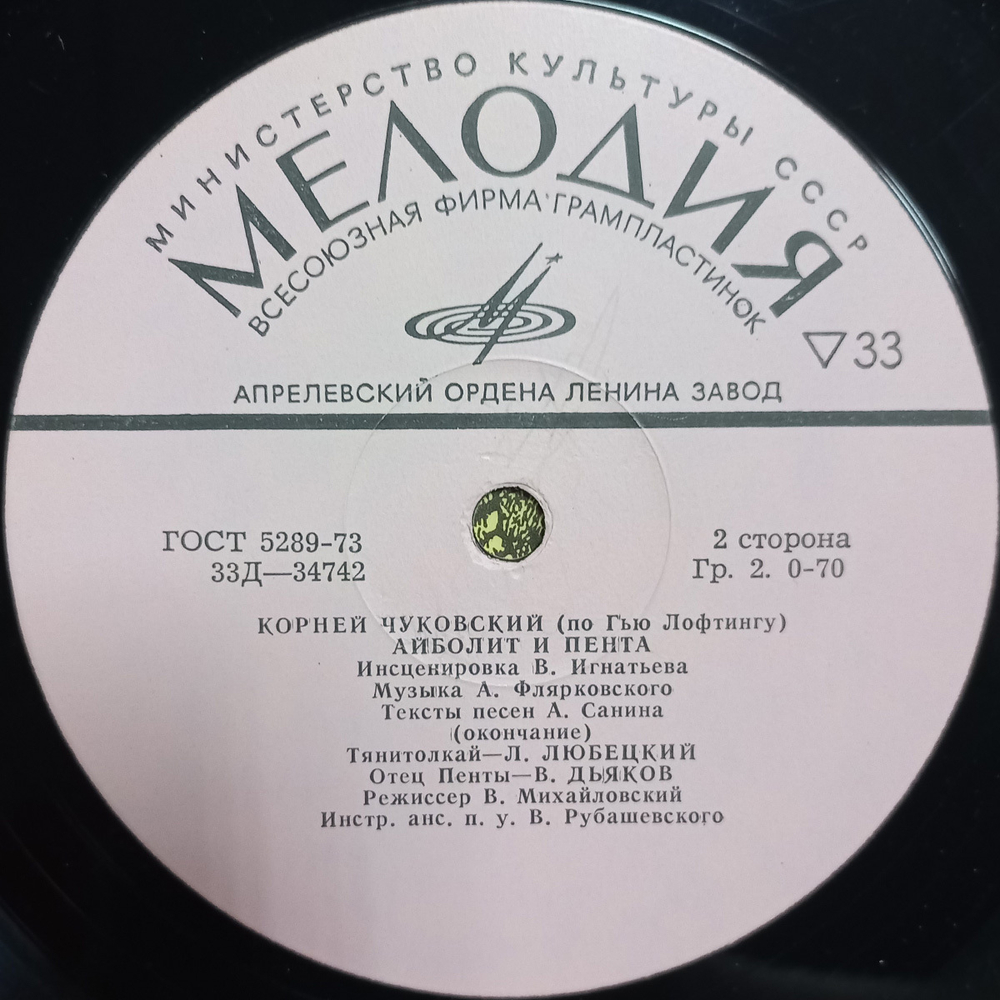 МИНИСТЕРСТВО КУЛЬТУРЫ СССР
МЕЛОДИЯ
ВСЕСОЮЗНАЯ ФИРМА ГРАМПЛАСТИНОК
▽33
АПРЕЛЕВСКИЙ ОРДЕНА ЛЕНИНА ЗАВОД
ГОСТ 5289-73
33Д—34742
2 сторона
Гр. 2. 0-70
КОРНЕЙ ЧУКОВСКИЙ (по Гью Лофтингу)
АЙБОЛИТ И ПЕНТА
Инсценировка В. Игнатьева
Музыка А. Флярковского
Тексты песен А. Санина
(окончание)
Тянитолкай—Л. ЛЮБЕЦКИЙ
Отец Пенты—В. ДЬЯКОВ
Режиссер В. Михайловский
Инстр. анс. п. у. В. Рубашевского